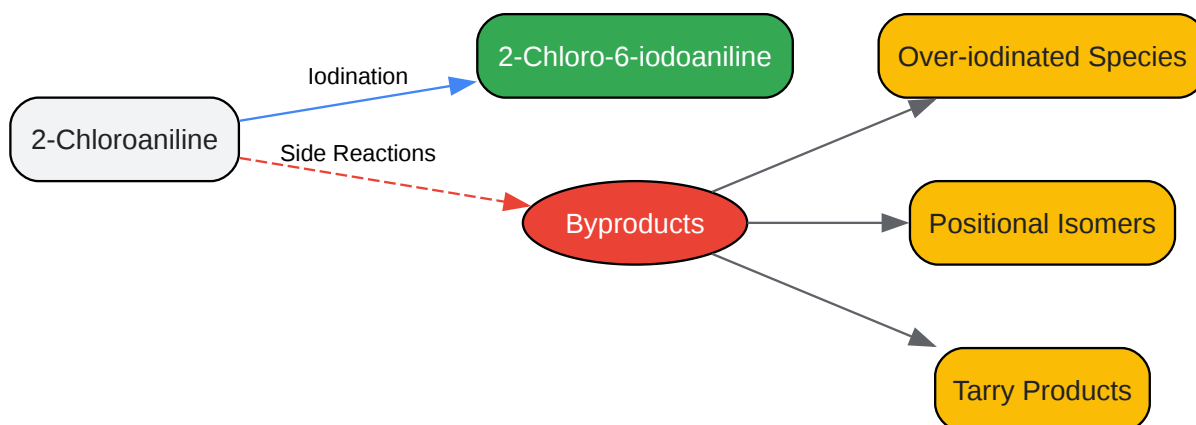 2-Chloroaniline
Iodination
Side Reactions
2-Chloro-6-iodoaniline
Byproducts
Over-iodinated Species
Positional Isomers
Tarry Products